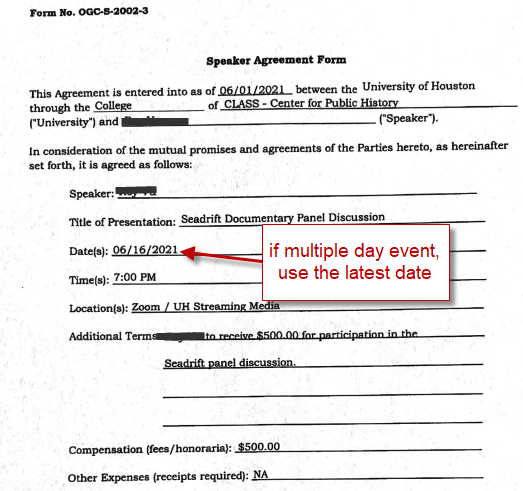 Form No. OGC-S-2002-3
Speaker Agreement Form
This Agreement is entered into as of 06/01/2021 between the University of Houston
through the College of CLASS - Center for Public History
("University") and ("Speaker").
In consideration of the mutual promises and agreements of the Parties hereto, as hereinafter
set forth, it is agreed as follows:
Speaker:
Title of Presentation: Seadrift Documentary Panel Discussion
Date(s): 06/16/2021
if multiple day event,
use the latest date
Time(s): 7:00 PM
Location(s): Zoom / UH Streaming Media
Additional Terms to receive $500.00 for participation in the
Seadrift panel discussion.
Compensation (fees/honoraria): $500.00
Other Expenses (receipts required): NA